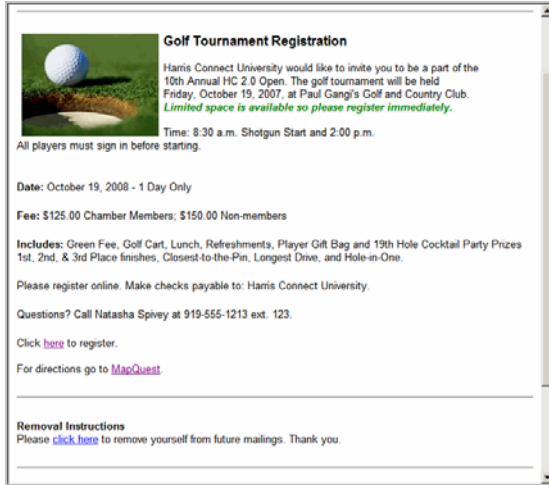 Golf Tournament Registration
Harris Connect University would like to invite you to be a part of the
10th Annual HC 2.0 Open. The golf tournament will be held
Friday, October 19, 2007, at Paul Gangi's Golf and Country Club.
Limited space is available so please register immediately.
Time: 8:30 a.m. Shotgun Start and 2:00 p.m.
All players must sign in before starting.
Date: October 19, 2008 - 1 Day Only
Fee: $125.00 Chamber Members; $150.00 Non-members
Includes: Green Fee, Golf Cart, Lunch, Refreshments, Player Gift Bag and 19th Hole Cocktail Party Prizes
1st, 2nd, & 3rd Place finishes, Closest-to-the-Pin, Longest Drive, and Hole-in-One.
Please register online. Make checks payable to: Harris Connect University.
Questions? Call Natasha Spivey at 919-555-1213 ext. 123.
Click here to register.
For directions go to MapQuest.
Removal Instructions
Please click here to remove yourself from future mailings. Thank you.